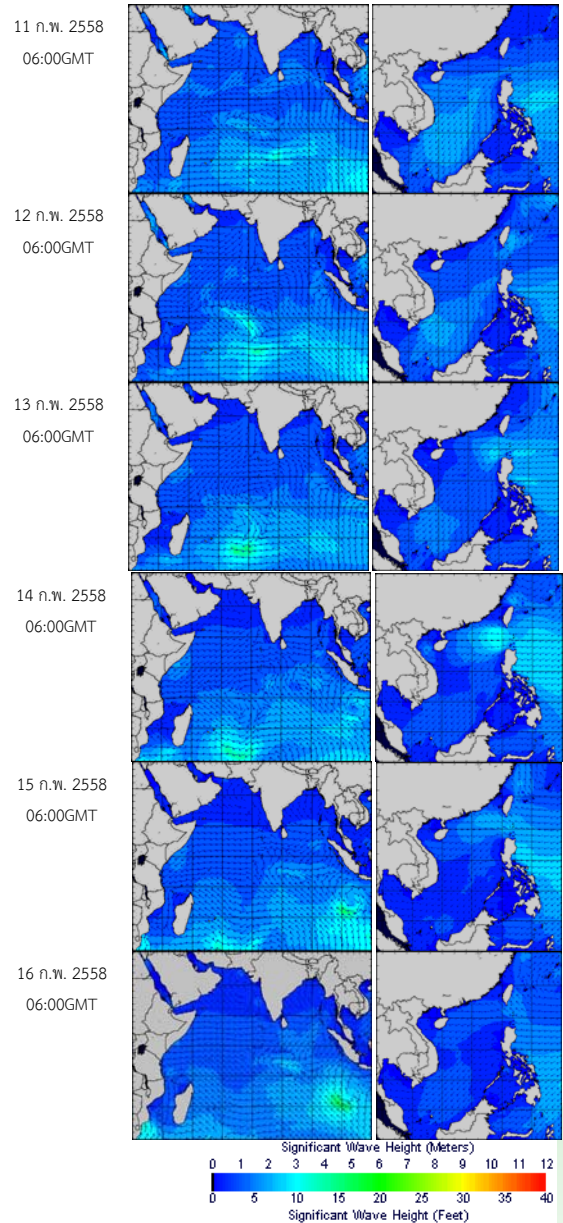 11 ก.พ. 2558
06:00GMT
12 ก.พ. 2558
06:00GMT
13 ก.พ. 2558
06:00GMT
14 ก.พ. 2558
06:00GMT
15 ก.พ. 2558
06:00GMT
16 ก.พ. 2558
06:00GMT
Significant Wave Height (Meters)
0 1 2 3 4 5 6 7 8 9 10 11 12
0 5 10 15 20 25 30 35 40
Significant Wave Height (Feet)